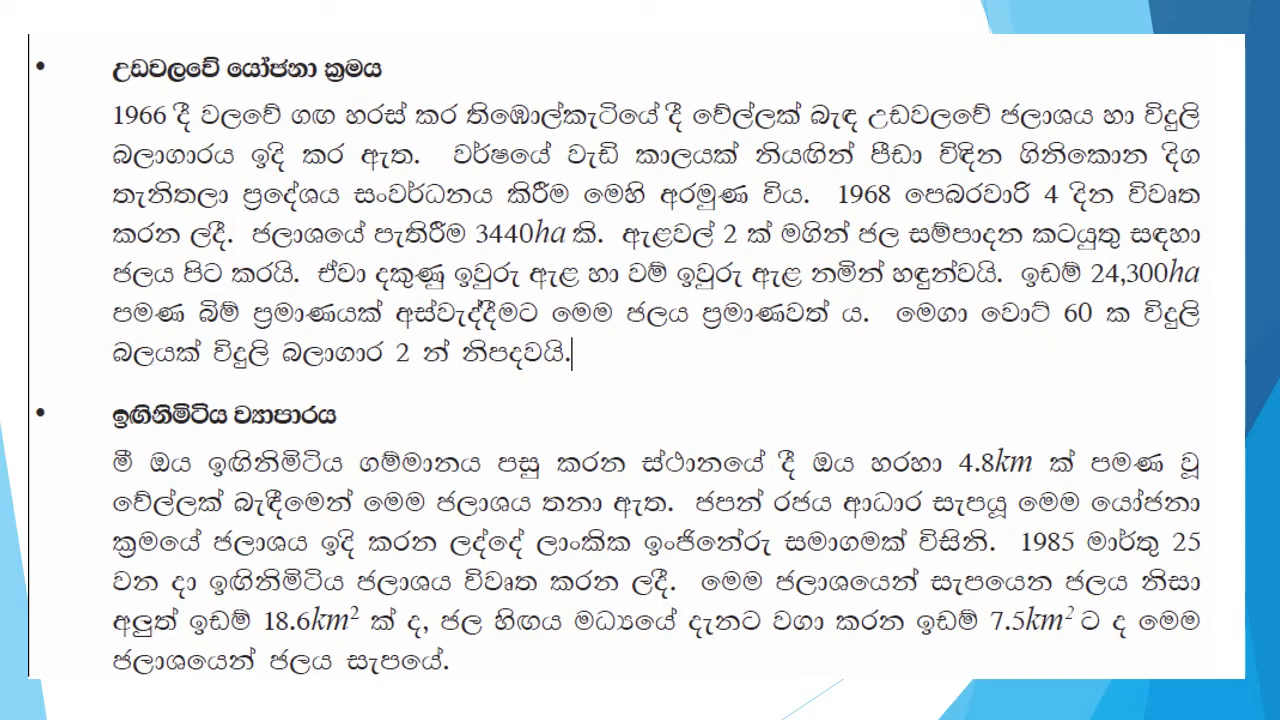 • උඩවලවේ යෝජනා ක්‍රමය
1966 දී වලවේ ගඟ හරස් කර තිඹොල්කැටියේ දී වේල්ලක් බැඳ උඩවලවේ ජලාශය හා විදුලි
බලාගාරය ඉදි කර ඇත. වර්ෂයේ වැඩි කාලයක් නියඟින් පීඩා විඳින ගිනිකොන දිග
තැනිතලා ප්‍රදේශය සංවර්ධනය කිරීම මෙහි අරමුණ විය. 1968 පෙබරවාරි 4 දින විවෘත
කරන ලදී. ජලාශයේ පැතිරීම 3440ha කි. ඇළවල් 2 ක් මගින් ජල සම්පාදන කටයුතු සඳහා
ජලය පිට කරයි. ඒවා දකුණු ඉවුරු ඇළ හා වම් ඉවුරු ඇළ නමින් හඳුන්වයි. ඉඩම් 24,300ha
පමණ බිම් ප්‍රමාණයක් අස්වැද්දීමට මෙම ජලය ප්‍රමාණවත් ය. මෙගා වොට් 60 ක විදුලි
බලයක් විදුලි බලාගාර 2 න් නිපදවයි.
• ඉඟිනිමිටිය ව්‍යාපාරය
මී ඔය ඉඟිනිමිටිය ගම්මානය පසු කරන ස්ථානයේ දී ඔය හරහා 4.8km ක් පමණ වූ
වේල්ලක් බැඳීමෙන් මෙම ජලාශය තනා ඇත. ජපන් රජය ආධාර සැපයූ මෙම යෝජනා
ක්‍රමයේ ජලාශය ඉදි කරන ලද්දේ ලාංකික ඉංජිනේරු සමාගමක් විසිනි. 1985 මාර්තු 25
වන දා ඉඟිනිමිටිය ජලාශය විවෘත කරන ලදී. මෙම ජලාශයෙන් සැපයෙන ජලය නිසා
අලුත් ඉඩම් 18.6km² ක් ද, ජල හිඟය මධ්‍යයේ දැනට වගා කරන ඉඩම් 7.5km² ට ද මෙම
ජලාශයෙන් ජලය සැපයේ.